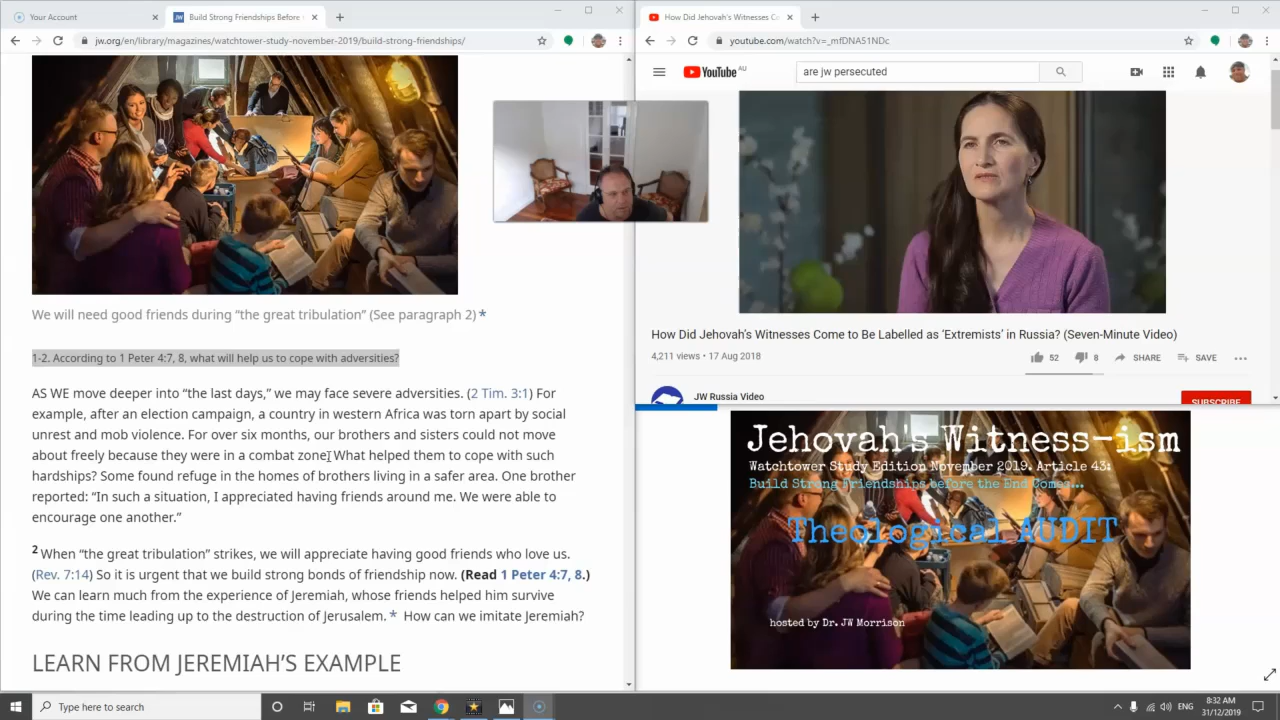 Your Account
Build Strong Friendships Before
jw.org/en/library/magazines/watchtower-study-november-2019/build-strong-friendships/
We will need good friends during “the great tribulation” (See paragraph 2) *
1-2. According to 1 Peter 4:7, 8, what will help us to cope with adversities?
AS WE move deeper into “the last days,” we may face severe adversities. (2 Tim. 3:1) For
example, after an election campaign, a country in western Africa was torn apart by social
unrest and mob violence. For over six months, our brothers and sisters could not move
about freely because they were in a combat zone. What helped them to cope with such
hardships? Some found refuge in the homes of brothers living in a safer area. One brother
reported: “In such a situation, I appreciated having friends around me. We were able to
encourage one another.”
2 When “the great tribulation” strikes, we will appreciate having good friends who love us.
(Rev. 7:14) So it is urgent that we build strong bonds of friendship now. (Read 1 Peter 4:7, 8.)
We can learn much from the experience of Jeremiah, whose friends helped him survive
during the time leading up to the destruction of Jerusalem. * How can we imitate Jeremiah?
LEARN FROM JEREMIAH’S EXAMPLE
How Did Jehovah's Witnesses Co
youtube.com/watch?v=_mfDNA51NDc
YouTube AU
are jw persecuted
How Did Jehovah's Witnesses Come to Be Labelled as ‘Extremists’ in Russia? (Seven-Minute Video)
4,211 views • 17 Aug 2018
52
8
SHARE
SAVE
JW Russia Video
SUBSCRIBE
Jehovah's Witness-ism
Watchtower Study Edition November 2019. Article 43:
Build Strong Friendships before the End Comes...
Theological AUDIT
hosted by Dr. JW Morrison
Type here to search
ENG
8:32 AM
31/12/2019